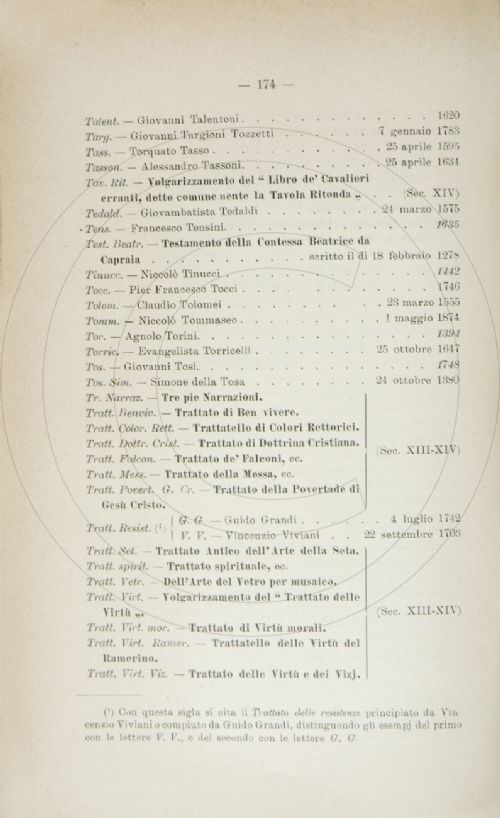 — 174 —
Talent. — Giovanni Talentoni . . . . . . . . . . . 1620
Targ. — Giovanni Targioni Tozzetti . . . . . . 7 gennaio 1783
Tass. — Torquato Tasso . . . . . . . . . . 25 aprile 1595
Tasson. — Alessandro Tassoni. . . . . . . . . 25 aprile 1634
Tav. Rit. — Volgarizzamento del “ Libro de' Cavalieri
erranti, detto comunemente la Tavola Ritonda „ . . (Sec. XIV)
Tedald. — Giovambatista Tedaldi . . . . . . . 24 marzo 1575
Tens. — Francesco Tensini. . . . . . . . . . . 1635
Test. Beatr. — Testamento della Contessa Beatrice da
Capraia . . . . . . . . . scritto il dì 18 febbraio 1278
Tinucc. — Niccolò Tinucci . . . . . . . . . . . 1442
Tocc. — Pier Francesco Tocci . . . . . . . . . . 1746
Tolom. — Claudio Tolomei . . . . . . . . . 23 marzo 1555
Tomm. — Niccolò Tommaseo . . . . . . . . . 1 maggio 1874
Tor. — Agnolo Torini. . . . . . . . . . . . 1394
Torric. — Evangelista Torricelli . . . . . . . 25 ottobre 1647
Tos. — Giovanni Tosi. . . . . . . . . . . . 1748
Tos. Sim. — Simone della Tosa . . . . . . . 24 ottobre 1380
Tr. Narraz. — Tre pie Narrazioni.
Tratt. Benviv. — Trattato di Ben vivere.
Tratt. Color. Rett. — Trattatello di Colori Rettorici.
Tratt. Dottr. Crist. — Trattato di Dottrina Cristiana.
(Sec. XIII-XIV)
Tratt. Falcon. — Trattato de' Falconi, ec.
Tratt. Mess. — Trattato della Messa, ec.
Tratt. Povert. G. Cr. — Trattato della Povertade di
Gesù Cristo.
Tratt. Resist. (¹)
G. G. — Guido Grandi . . . . . 4 luglio 1742
V. V. — Vincenzio Viviani . . 22 settembre 1703
Tratt. Set. — Trattato Antico dell'Arte della Seta.
Tratt. spirit. — Trattato spirituale, ec.
Tratt. Vetr. — Dell'Arte del Vetro per musaico.
Tratt. Virt. — Volgarizzamento del “ Trattato delle
Virtù „.
(Sec. XIII-XIV)
Tratt. Virt. mor. — Trattato di Virtù morali.
Tratt. Virt. Ramer. — Trattatello delle Virtù del
Ramerino.
Tratt. Virt. Viz. — Trattato delle Virtù e dei Vizj.
(¹) Con questa sigla si cita il Trattato delle resistenze principiato da Vin-
cenzio Viviani o compiuto da Guido Grandi, distinguendo gli esempj del primo
con le lettere V. V., e del secondo con le lettere G. G.